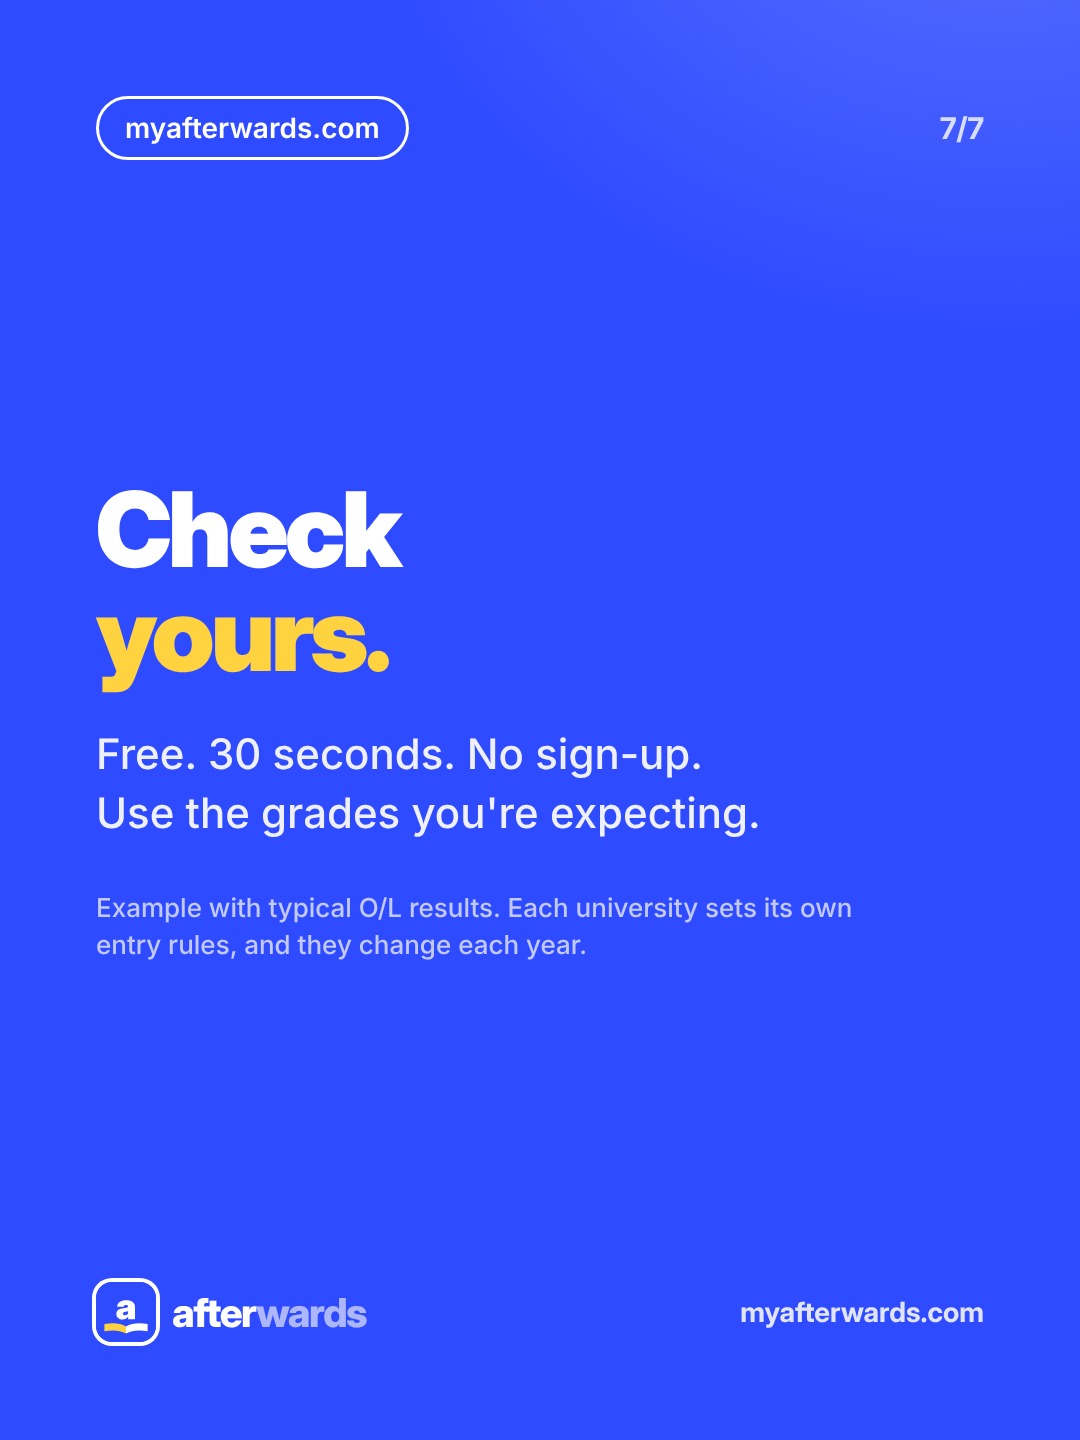 myafterwards.com
7/7
Check
yours.
Free. 30 seconds. No sign-up.
Use the grades you're expecting.
Example with typical O/L results. Each university sets its own
entry rules, and they change each year.
a
afterwards
myafterwards.com